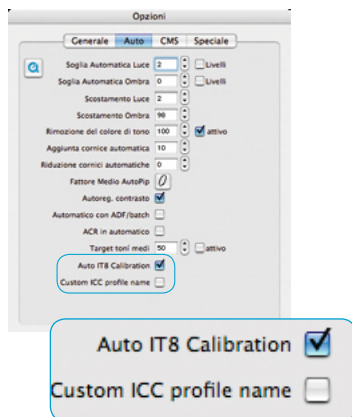 Opzioni
Generale Auto CMS Speciale
Soglia Automatica Luce 2 Livelli
Soglia Automatica Ombra 0 Livelli
Scostamento Luce 2
Scostamento Ombra 98
Rimozione del colore di tono 100 attivo
Aggiunta cornice automatica 10
Riduzione cornici automatiche 0
Fattore Medio AutoPip 0
Autoreg. contrasto
Automatico con ADF/batch
ACR in automatico
Target toni medi 50 attivo
Auto IT8 Calibration
Custom ICC profile name
Auto IT8 Calibration
Custom ICC profile name